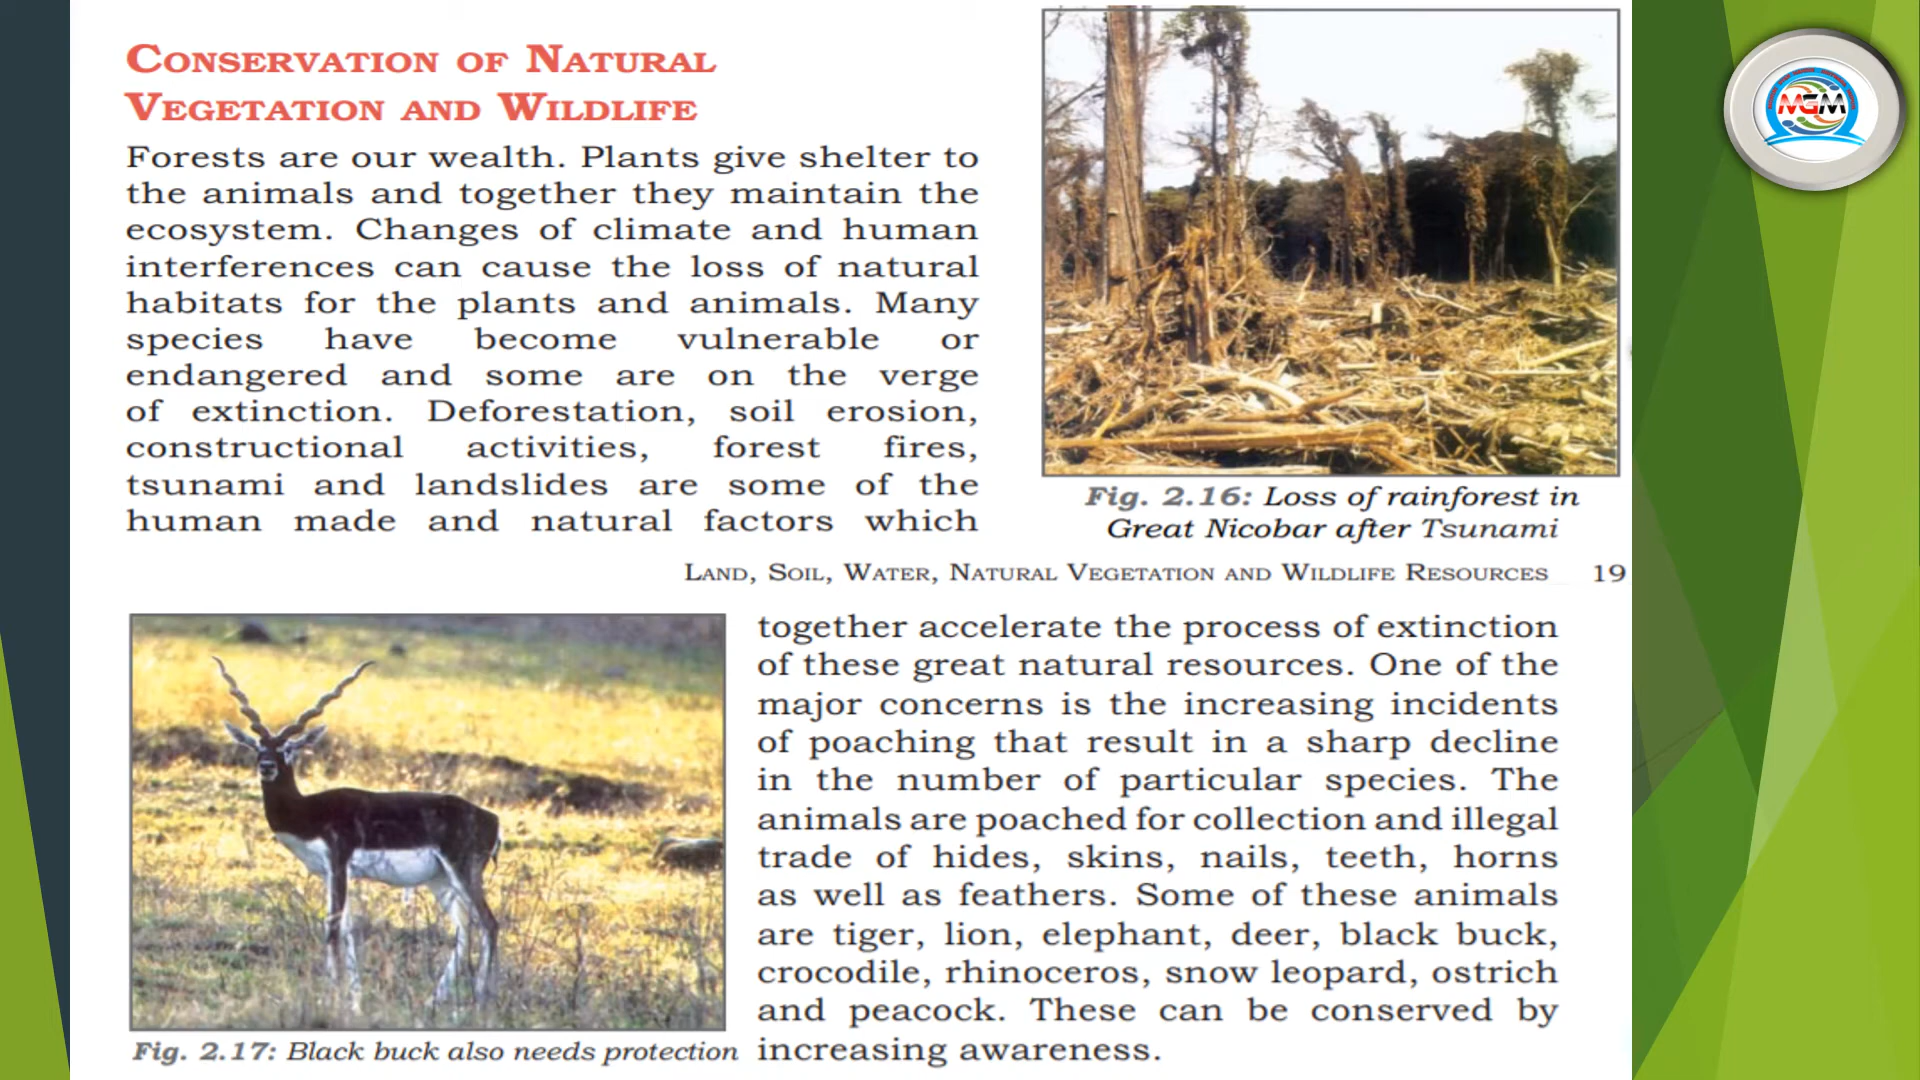 CONSERVATION OF NATURAL
VEGETATION AND WILDLIFE
Forests are our wealth. Plants give shelter to
the animals and together they maintain the
ecosystem. Changes of climate and human
interferences can cause the loss of natural
habitats for the plants and animals. Many
species have become vulnerable or
endangered and some are on the verge
of extinction. Deforestation, soil erosion,
constructional activities, forest fires,
tsunami and landslides are some of the
human made and natural factors which
Fig. 2.16: Loss of rainforest in
Great Nicobar after Tsunami
LAND, SOIL, WATER, NATURAL VEGETATION AND WILDLIFE RESOURCES 19
together accelerate the process of extinction
of these great natural resources. One of the
major concerns is the increasing incidents
of poaching that result in a sharp decline
in the number of particular species. The
animals are poached for collection and illegal
trade of hides, skins, nails, teeth, horns
as well as feathers. Some of these animals
are tiger, lion, elephant, deer, black buck,
crocodile, rhinoceros, snow leopard, ostrich
and peacock. These can be conserved by
increasing awareness.
Fig. 2.17: Black buck also needs protection
MGM